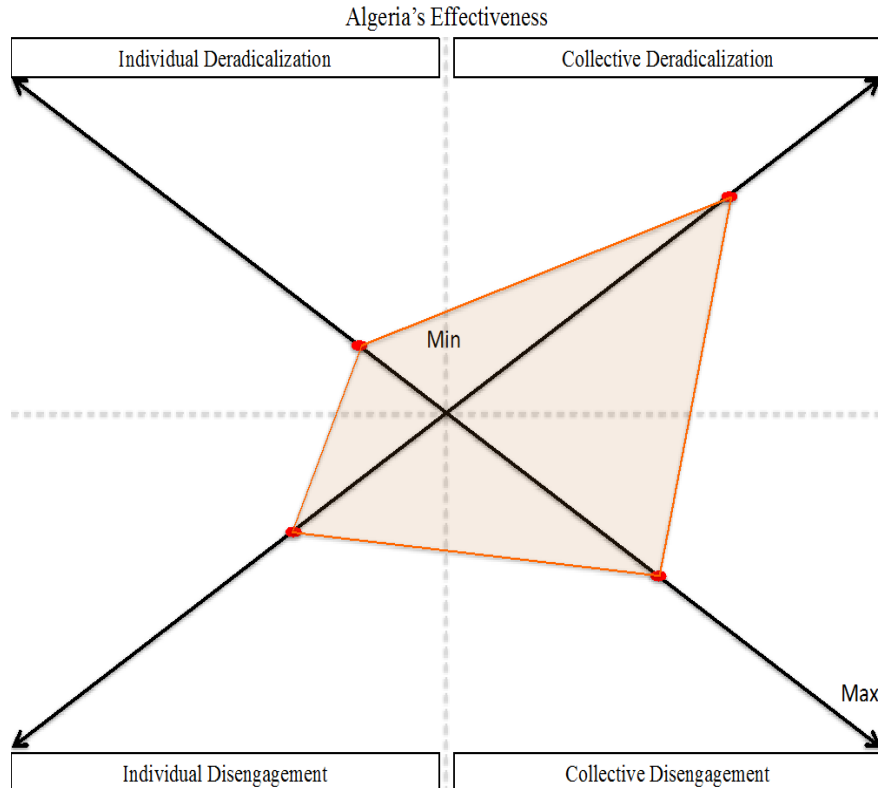 Algeria’s Effectiveness
Individual Deradicalization
Collective Deradicalization
Min
Max
Individual Disengagement
Collective Disengagement